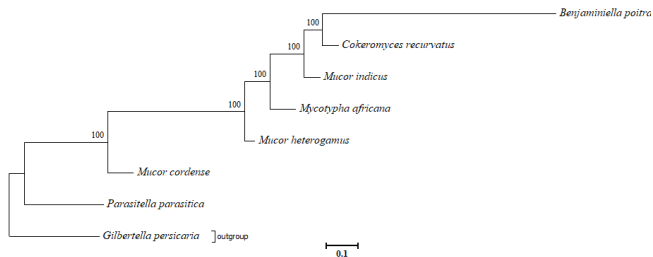 Benjaminiella poitra
100
Cokeromyces recurvatus
100
Mucor indicus
100
Mycotypha africana
100
Mucor heterogamus
100
Mucor cordense
Parasitella parasitica
Gilbertella persicaria
outgroup
0.1